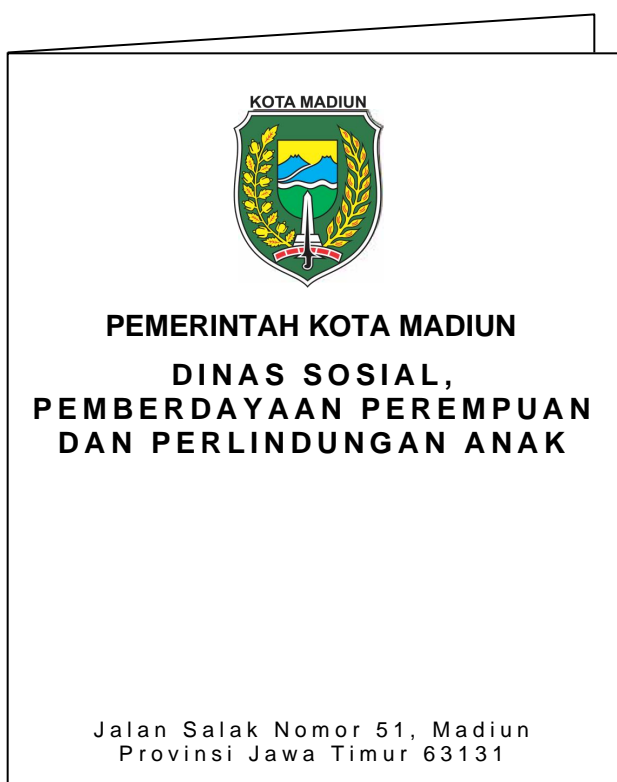 KOTA MADIUN
PEMERINTAH KOTA MADIUN
DINAS SOSIAL,
PEMBERDAYAAN PEREMPUAN
DAN PERLINDUNGAN ANAK
Jalan Salak Nomor 51, Madiun
Provinsi Jawa Timur 63131